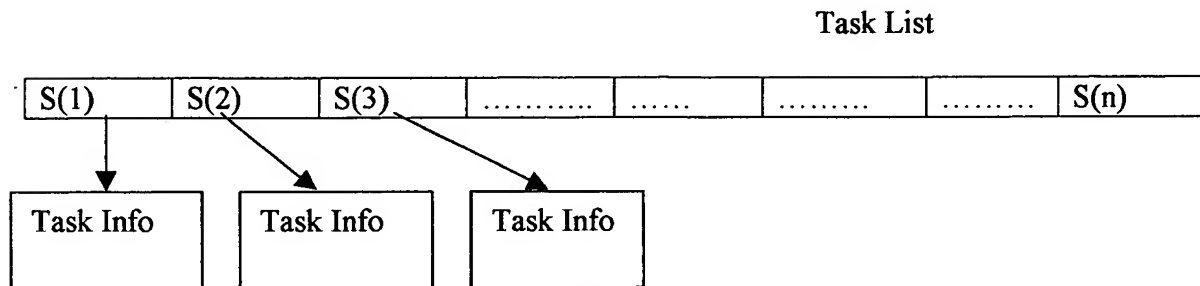 Task List
S(1) S(2) S(3) ........... ...... ......... ......... S(n)
Task Info Task Info Task Info